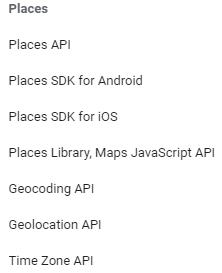 Places
Places API
Places SDK for Android
Places SDK for iOS
Places Library, Maps JavaScript API
Geocoding API
Geolocation API
Time Zone API